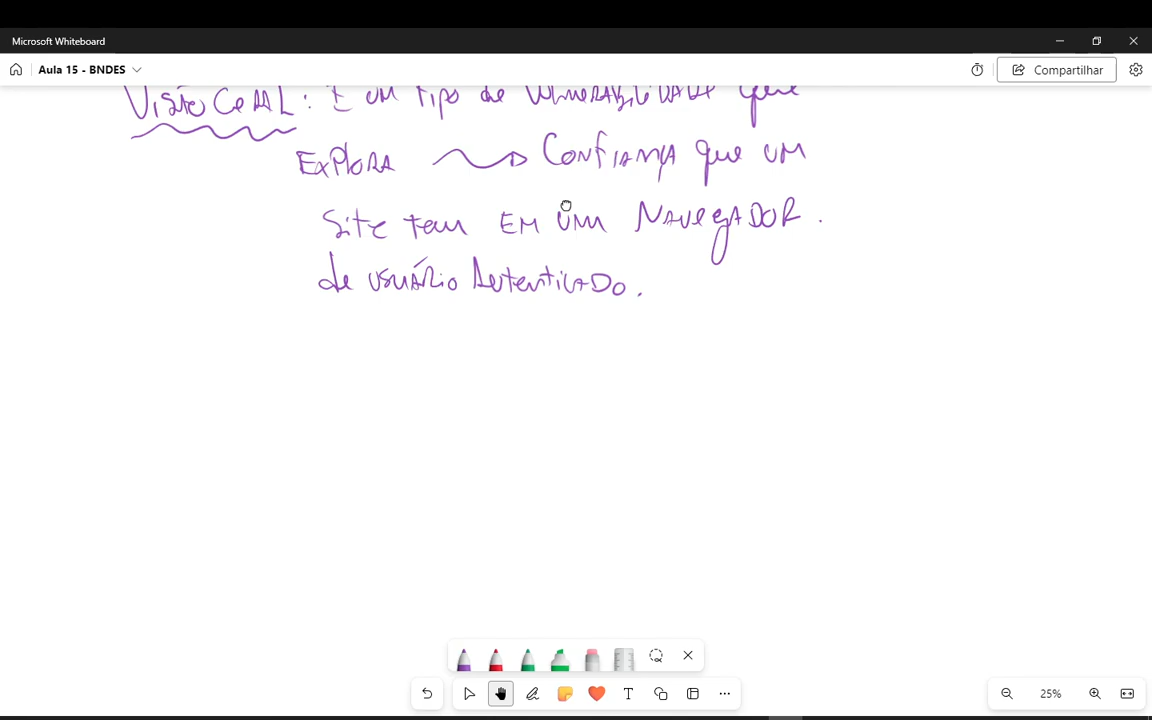 Microsoft Whiteboard
Aula 15 - BNDES
Compartilhar
Visão Geral: É um tipo de vulnerabilidade que
Explora → Confiança que um
site tem em um navegador.
de usuário autenticado.
25%